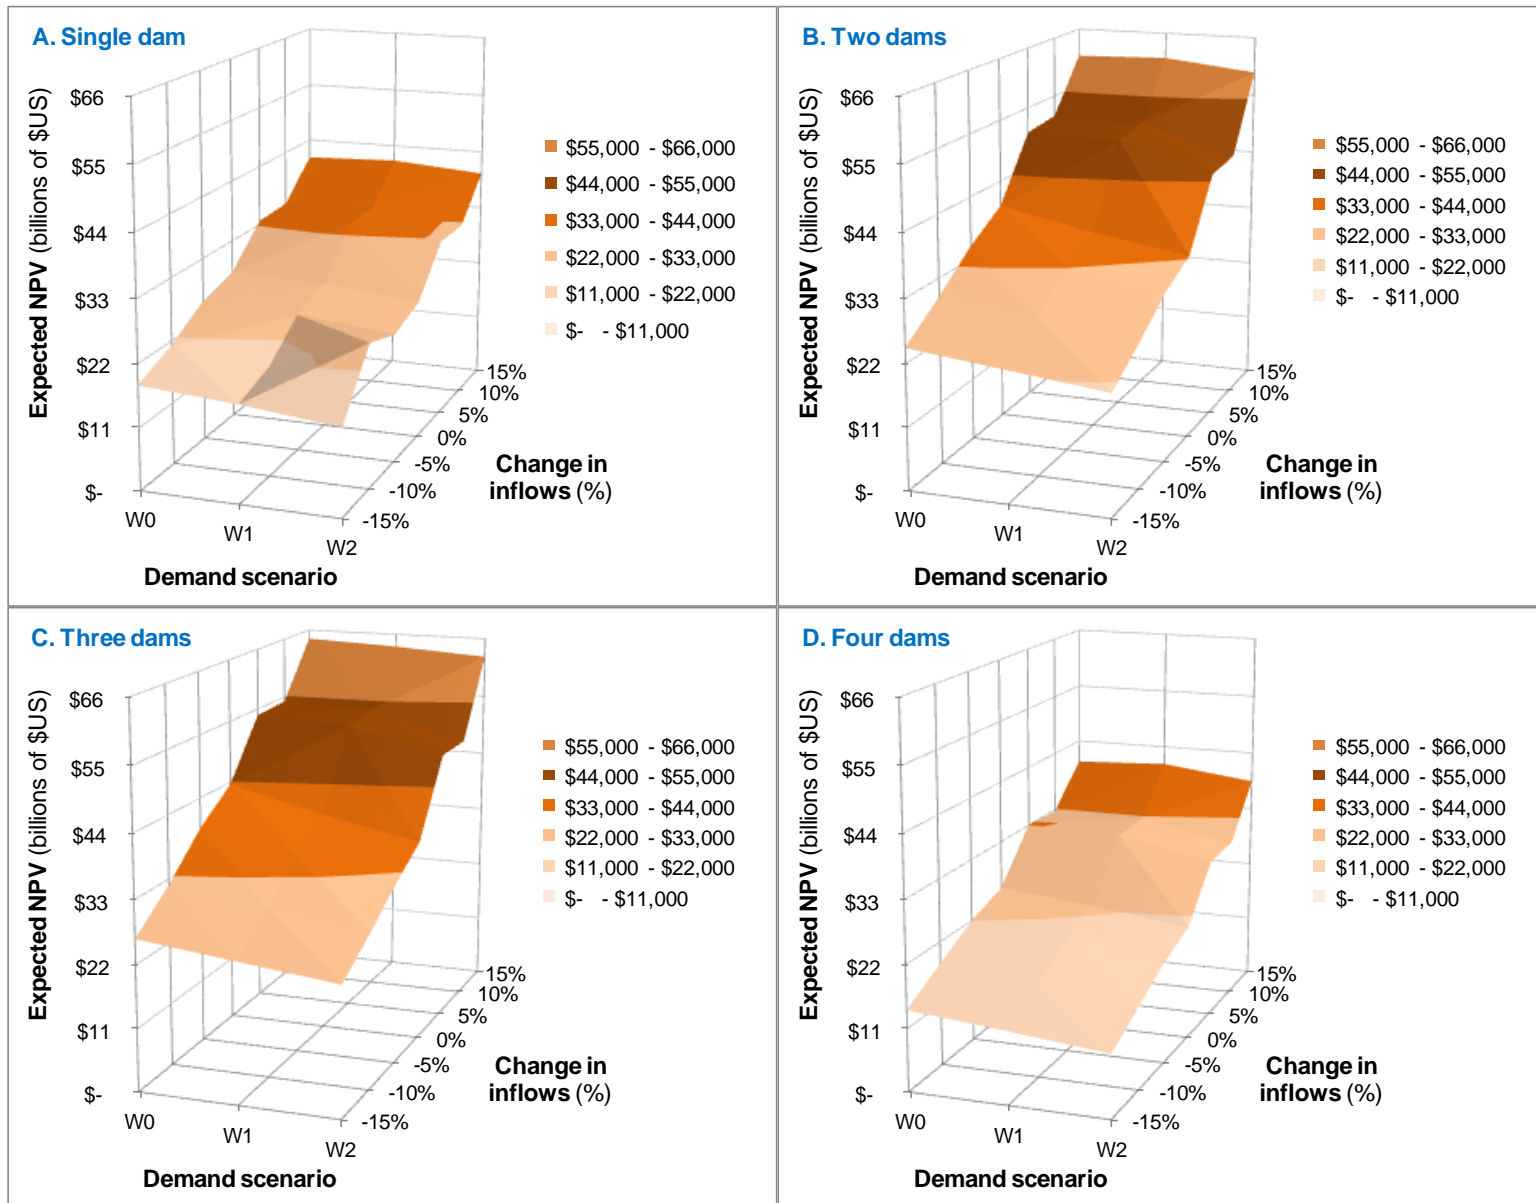 A. Single dam
Expected NPV (billions of $US)
$66
$55
$44
$33
$22
$11
$-
W0
W1
W2
Demand scenario
15%
10%
5%
0%
-5%
-10%
-15%
Change in
inflows (%)
$55,000 - $66,000
$44,000 - $55,000
$33,000 - $44,000
$22,000 - $33,000
$11,000 - $22,000
$- - $11,000
B. Two dams
Expected NPV (billions of $US)
$66
$55
$44
$33
$22
$11
$-
W0
W1
W2
Demand scenario
15%
10%
5%
0%
-5%
-10%
-15%
Change in
inflows (%)
$55,000 - $66,000
$44,000 - $55,000
$33,000 - $44,000
$22,000 - $33,000
$11,000 - $22,000
$- - $11,000
C. Three dams
Expected NPV (billions of $US)
$66
$55
$44
$33
$22
$11
$-
W0
W1
W2
Demand scenario
15%
10%
5%
0%
-5%
-10%
-15%
Change in
inflows (%)
$55,000 - $66,000
$44,000 - $55,000
$33,000 - $44,000
$22,000 - $33,000
$11,000 - $22,000
$- - $11,000
D. Four dams
Expected NPV (billions of $US)
$66
$55
$44
$33
$22
$11
$-
W0
W1
W2
Demand scenario
15%
10%
5%
0%
-5%
-10%
-15%
Change in
inflows (%)
$55,000 - $66,000
$44,000 - $55,000
$33,000 - $44,000
$22,000 - $33,000
$11,000 - $22,000
$- - $11,000